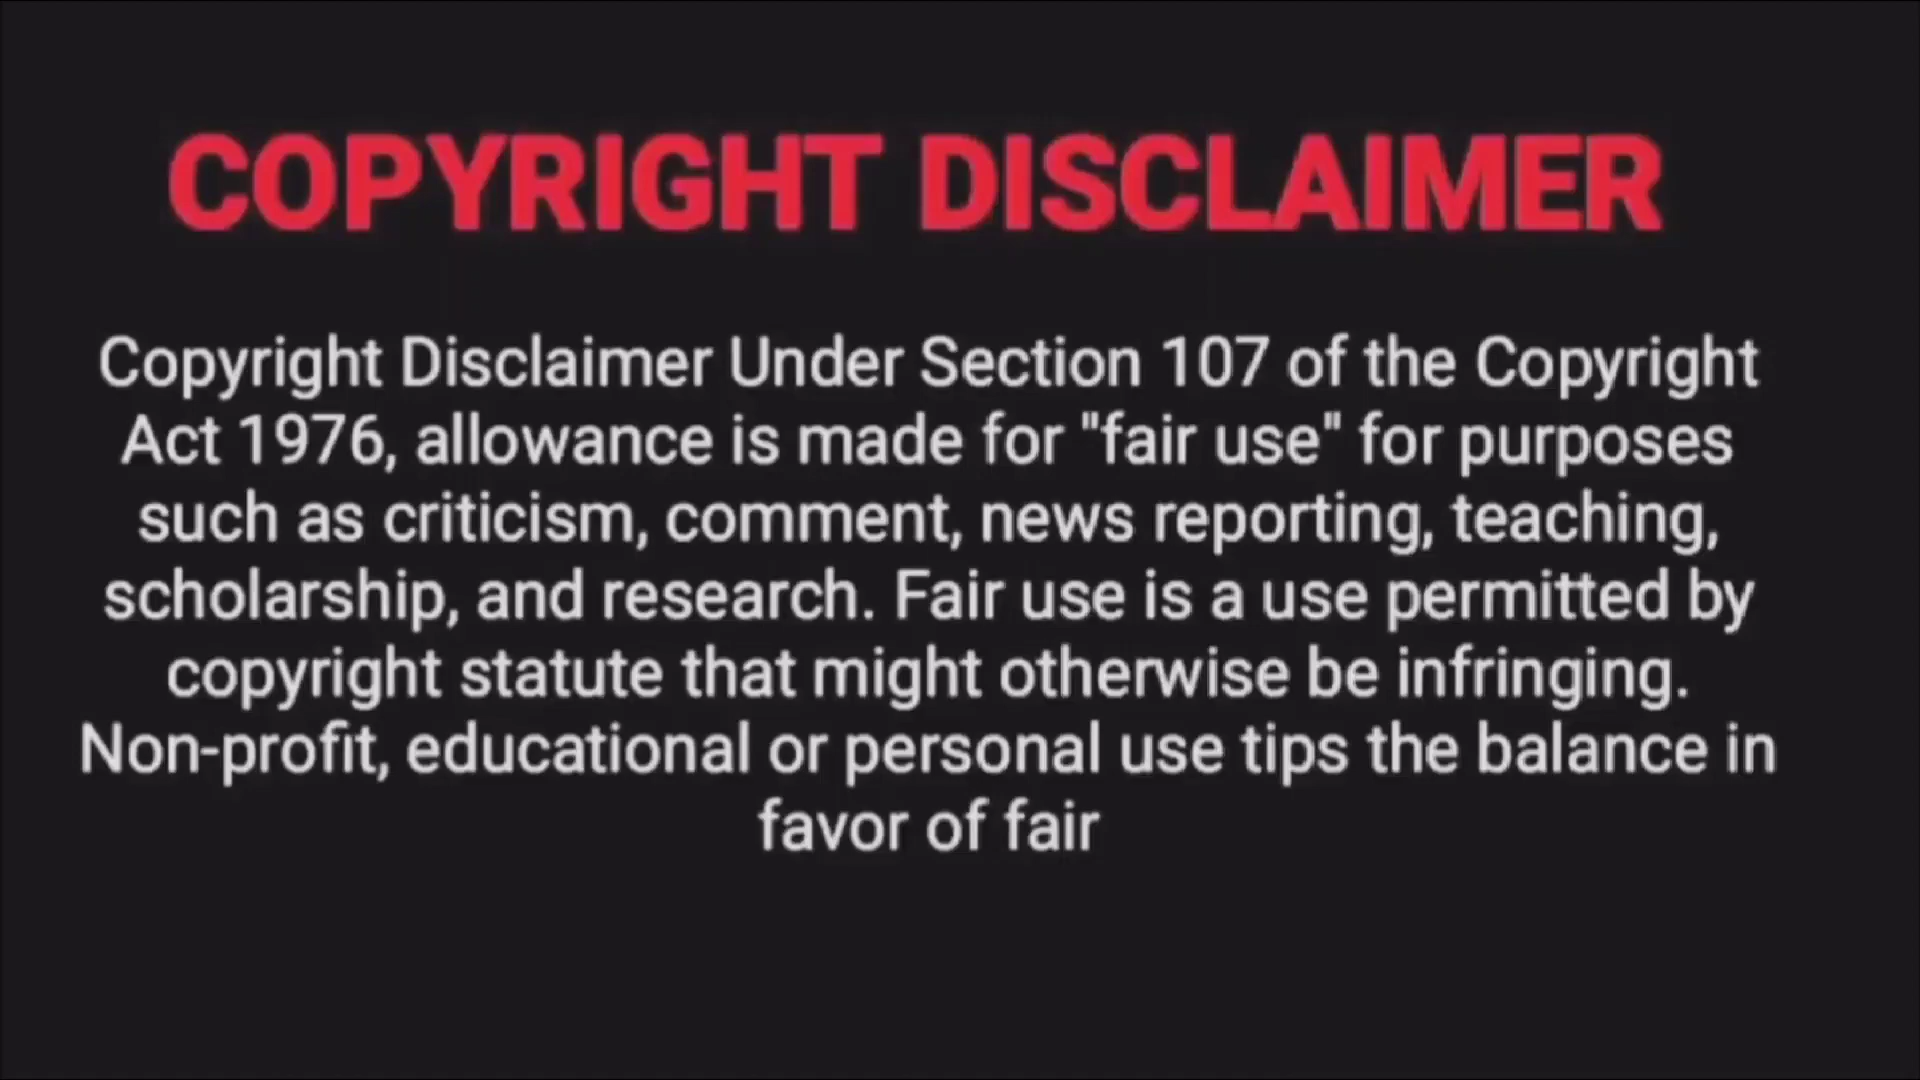 COPYRIGHT DISCLAIMER
Copyright Disclaimer Under Section 107 of the Copyright
Act 1976, allowance is made for "fair use" for purposes
such as criticism, comment, news reporting, teaching,
scholarship, and research. Fair use is a use permitted by
copyright statute that might otherwise be infringing.
Non-profit, educational or personal use tips the balance in
favor of fair